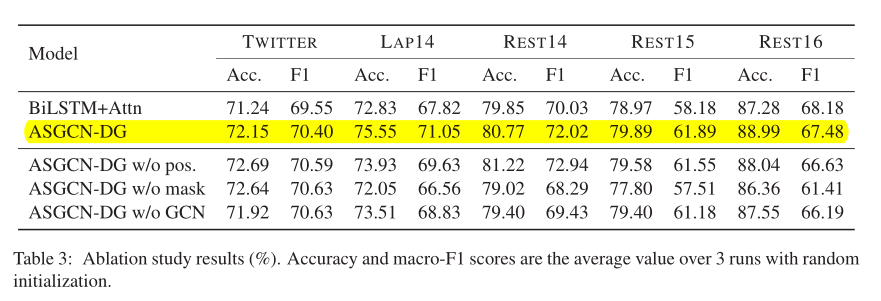 Model TWITTER LAP14 REST14 REST15 REST16
Acc. F1 Acc. F1 Acc. F1 Acc. F1 Acc. F1
BiLSTM+Attn 71.24 69.55 72.83 67.82 79.85 70.03 78.97 58.18 87.28 68.18
ASGCN-DG 72.15 70.40 75.55 71.05 80.77 72.02 79.89 61.89 88.99 67.48
ASGCN-DG w/o pos. 72.69 70.59 73.93 69.63 81.22 72.94 79.58 61.55 88.04 66.63
ASGCN-DG w/o mask 72.64 70.63 72.05 66.56 79.02 68.29 77.80 57.51 86.36 61.41
ASGCN-DG w/o GCN 71.92 70.63 73.51 68.83 79.40 69.43 79.40 61.18 87.55 66.19
Table 3: Ablation study results (%). Accuracy and macro-F1 scores are the average value over 3 runs with random
initialization.